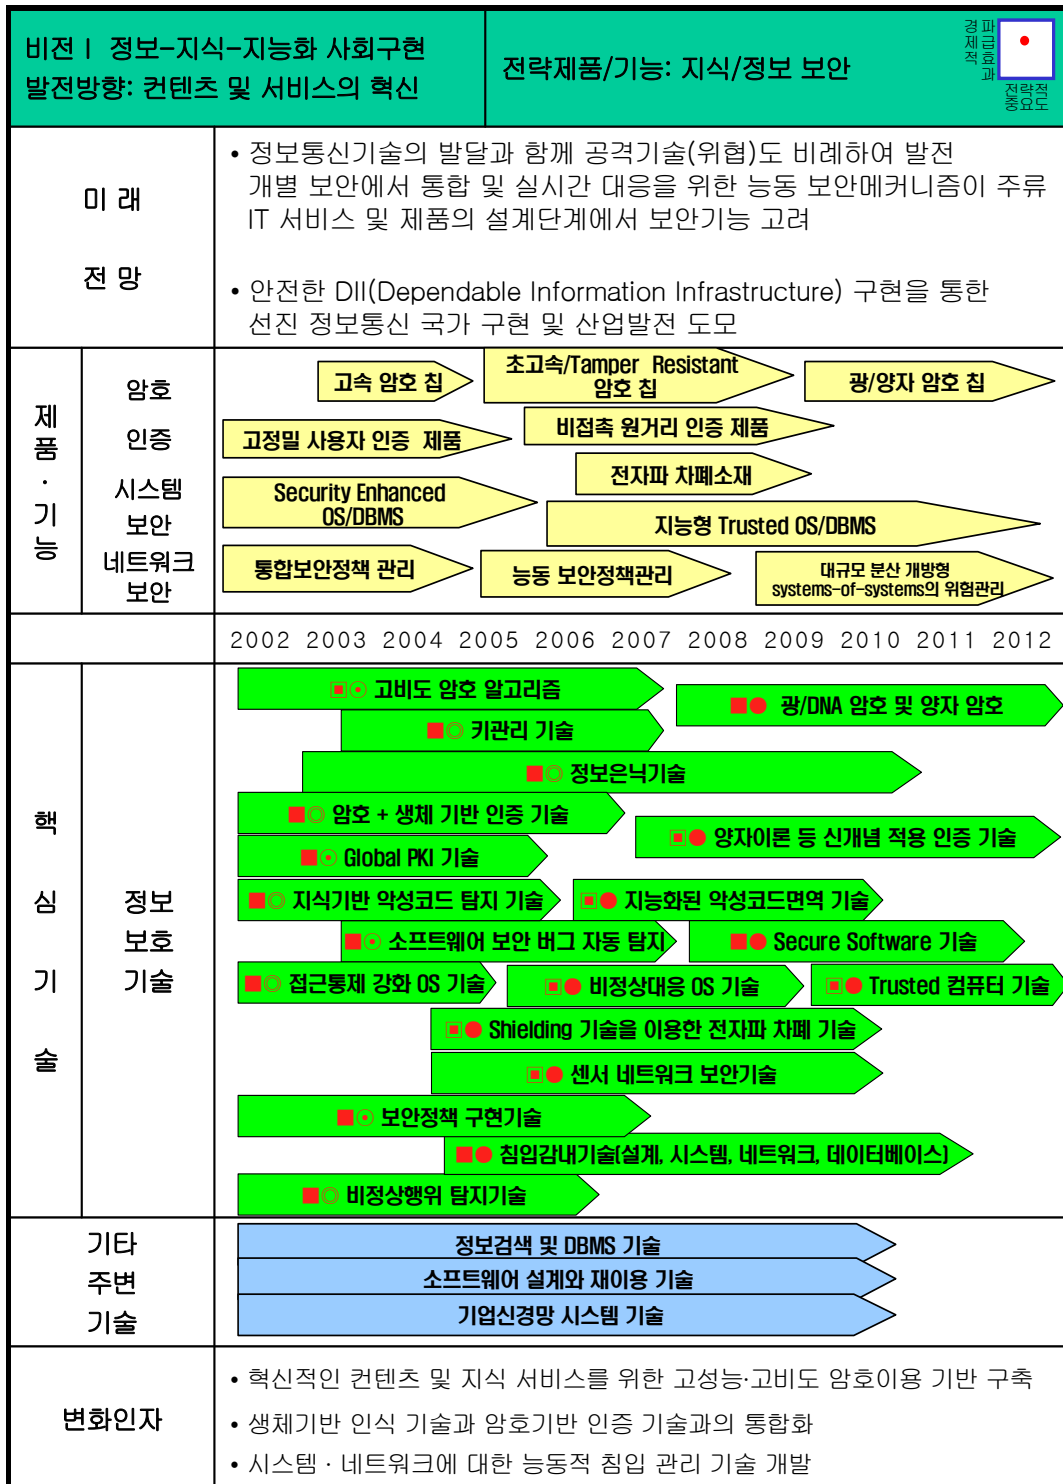 비전Ⅰ 정보-지식-지능화 사회구현
발전방향: 컨텐츠 및 서비스의 혁신
전략제품/기능: 지식/정보 보안
경제적
파급효과
전략적
중요도
미 래
전 망
• 정보통신기술의 발달과 함께 공격기술(위협)도 비례하여 발전
개별 보안에서 통합 및 실시간 대응을 위한 능동 보안메커니즘이 주류
IT 서비스 및 제품의 설계단계에서 보안기능 고려
• 안전한 DII(Dependable Information Infrastructure) 구현을 통한
선진 정보통신 국가 구현 및 산업발전 도모
제품·기능
암호
고속 암호 칩
초고속/Tamper Resistant
암호 칩
광/양자 암호 칩
인증
고정밀 사용자 인증 제품
비접촉 원거리 인증 제품
시스템
보안
전자파 차폐소재
Security Enhanced
OS/DBMS
지능형 Trusted OS/DBMS
네트워크
보안
통합보안정책 관리
능동 보안정책관리
대규모 분산 개방형
systems-of-systems의 위험관리
2002 2003 2004 2005 2006 2007 2008 2009 2010 2011 2012
핵심기술
정보
보호
기술
▣⊙ 고비도 암호 알고리즘
■● 광/DNA 암호 및 양자 암호
■◎ 키관리 기술
■◎ 정보은닉기술
■◎ 암호 + 생체 기반 인증 기술
▣● 양자이론 등 신개념 적용 인증 기술
■⊙ Global PKI 기술
■◎ 지식기반 악성코드 탐지 기술
▣● 지능화된 악성코드면역 기술
■⊙ 소프트웨어 보안 버그 자동 탐지
■● Secure Software 기술
■◎ 접근통제 강화 OS 기술
▣● 비정상대응 OS 기술
▣● Trusted 컴퓨터 기술
▣● Shielding 기술을 이용한 전자파 차폐 기술
▣● 센서 네트워크 보안기술
■⊙ 보안정책 구현기술
■● 침입감내기술(설계, 시스템, 네트워크, 데이터베이스)
■◎ 비정상행위 탐지기술
기타
주변
기술
정보검색 및 DBMS 기술
소프트웨어 설계와 재이용 기술
기업신경망 시스템 기술
변화인자
• 혁신적인 컨텐츠 및 지식 서비스를 위한 고성능·고비도 암호이용 기반 구축
• 생체기반 인식 기술과 암호기반 인증 기술과의 통합화
• 시스템 · 네트워크에 대한 능동적 침입 관리 기술 개발